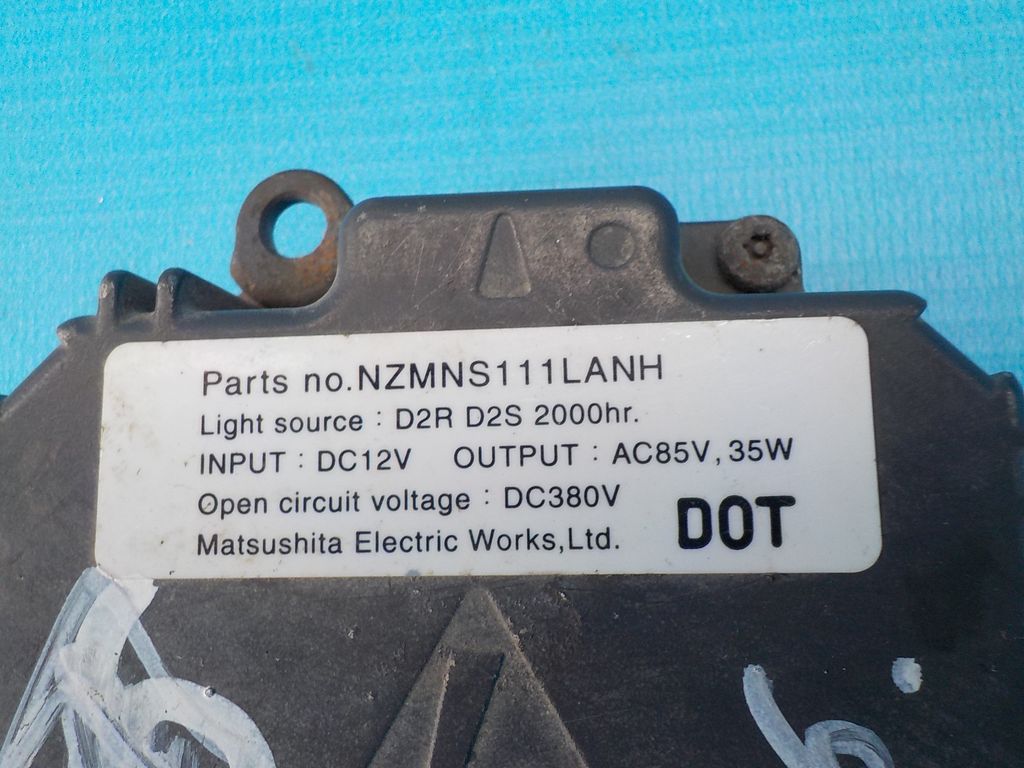 Parts no.NZMNS111LANH
Light source : D2R D2S 2000hr.
INPUT : DC12V OUTPUT : AC85V, 35W
Open circuit voltage : DC380V
Matsushita Electric Works,Ltd. DOT